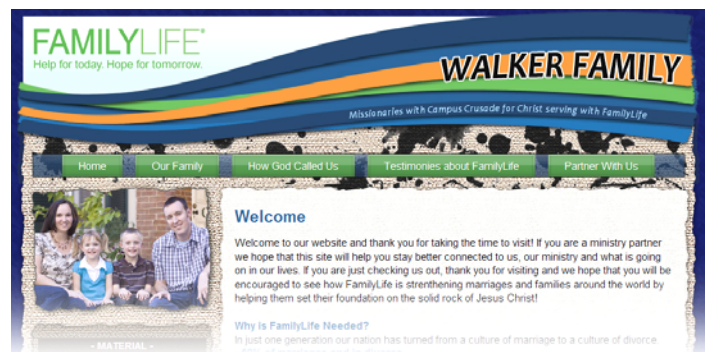 FAMILYLIFE®
Help for today. Hope for tomorrow.
WALKER FAMILY
Missionaries with Campus Crusade for Christ serving with FamilyLife
Home Our Family How God Called Us Testimonies about FamilyLife Partner With Us
Welcome
Welcome to our website and thank you for taking the time to visit! If you are a ministry partner
we hope that this site will help you stay better connected to us, our ministry and what is going
on in our lives. If you are just checking us out, thank you for visiting and we hope that you will be
encouraged to see how FamilyLife is strenthening marriages and families around the world by
helping them set their foundation on the solid rock of Jesus Christ!
Why is FamilyLife Needed?
In just one generation our nation has turned from a culture of marriage to a culture of divorce.
- MATERIAL -